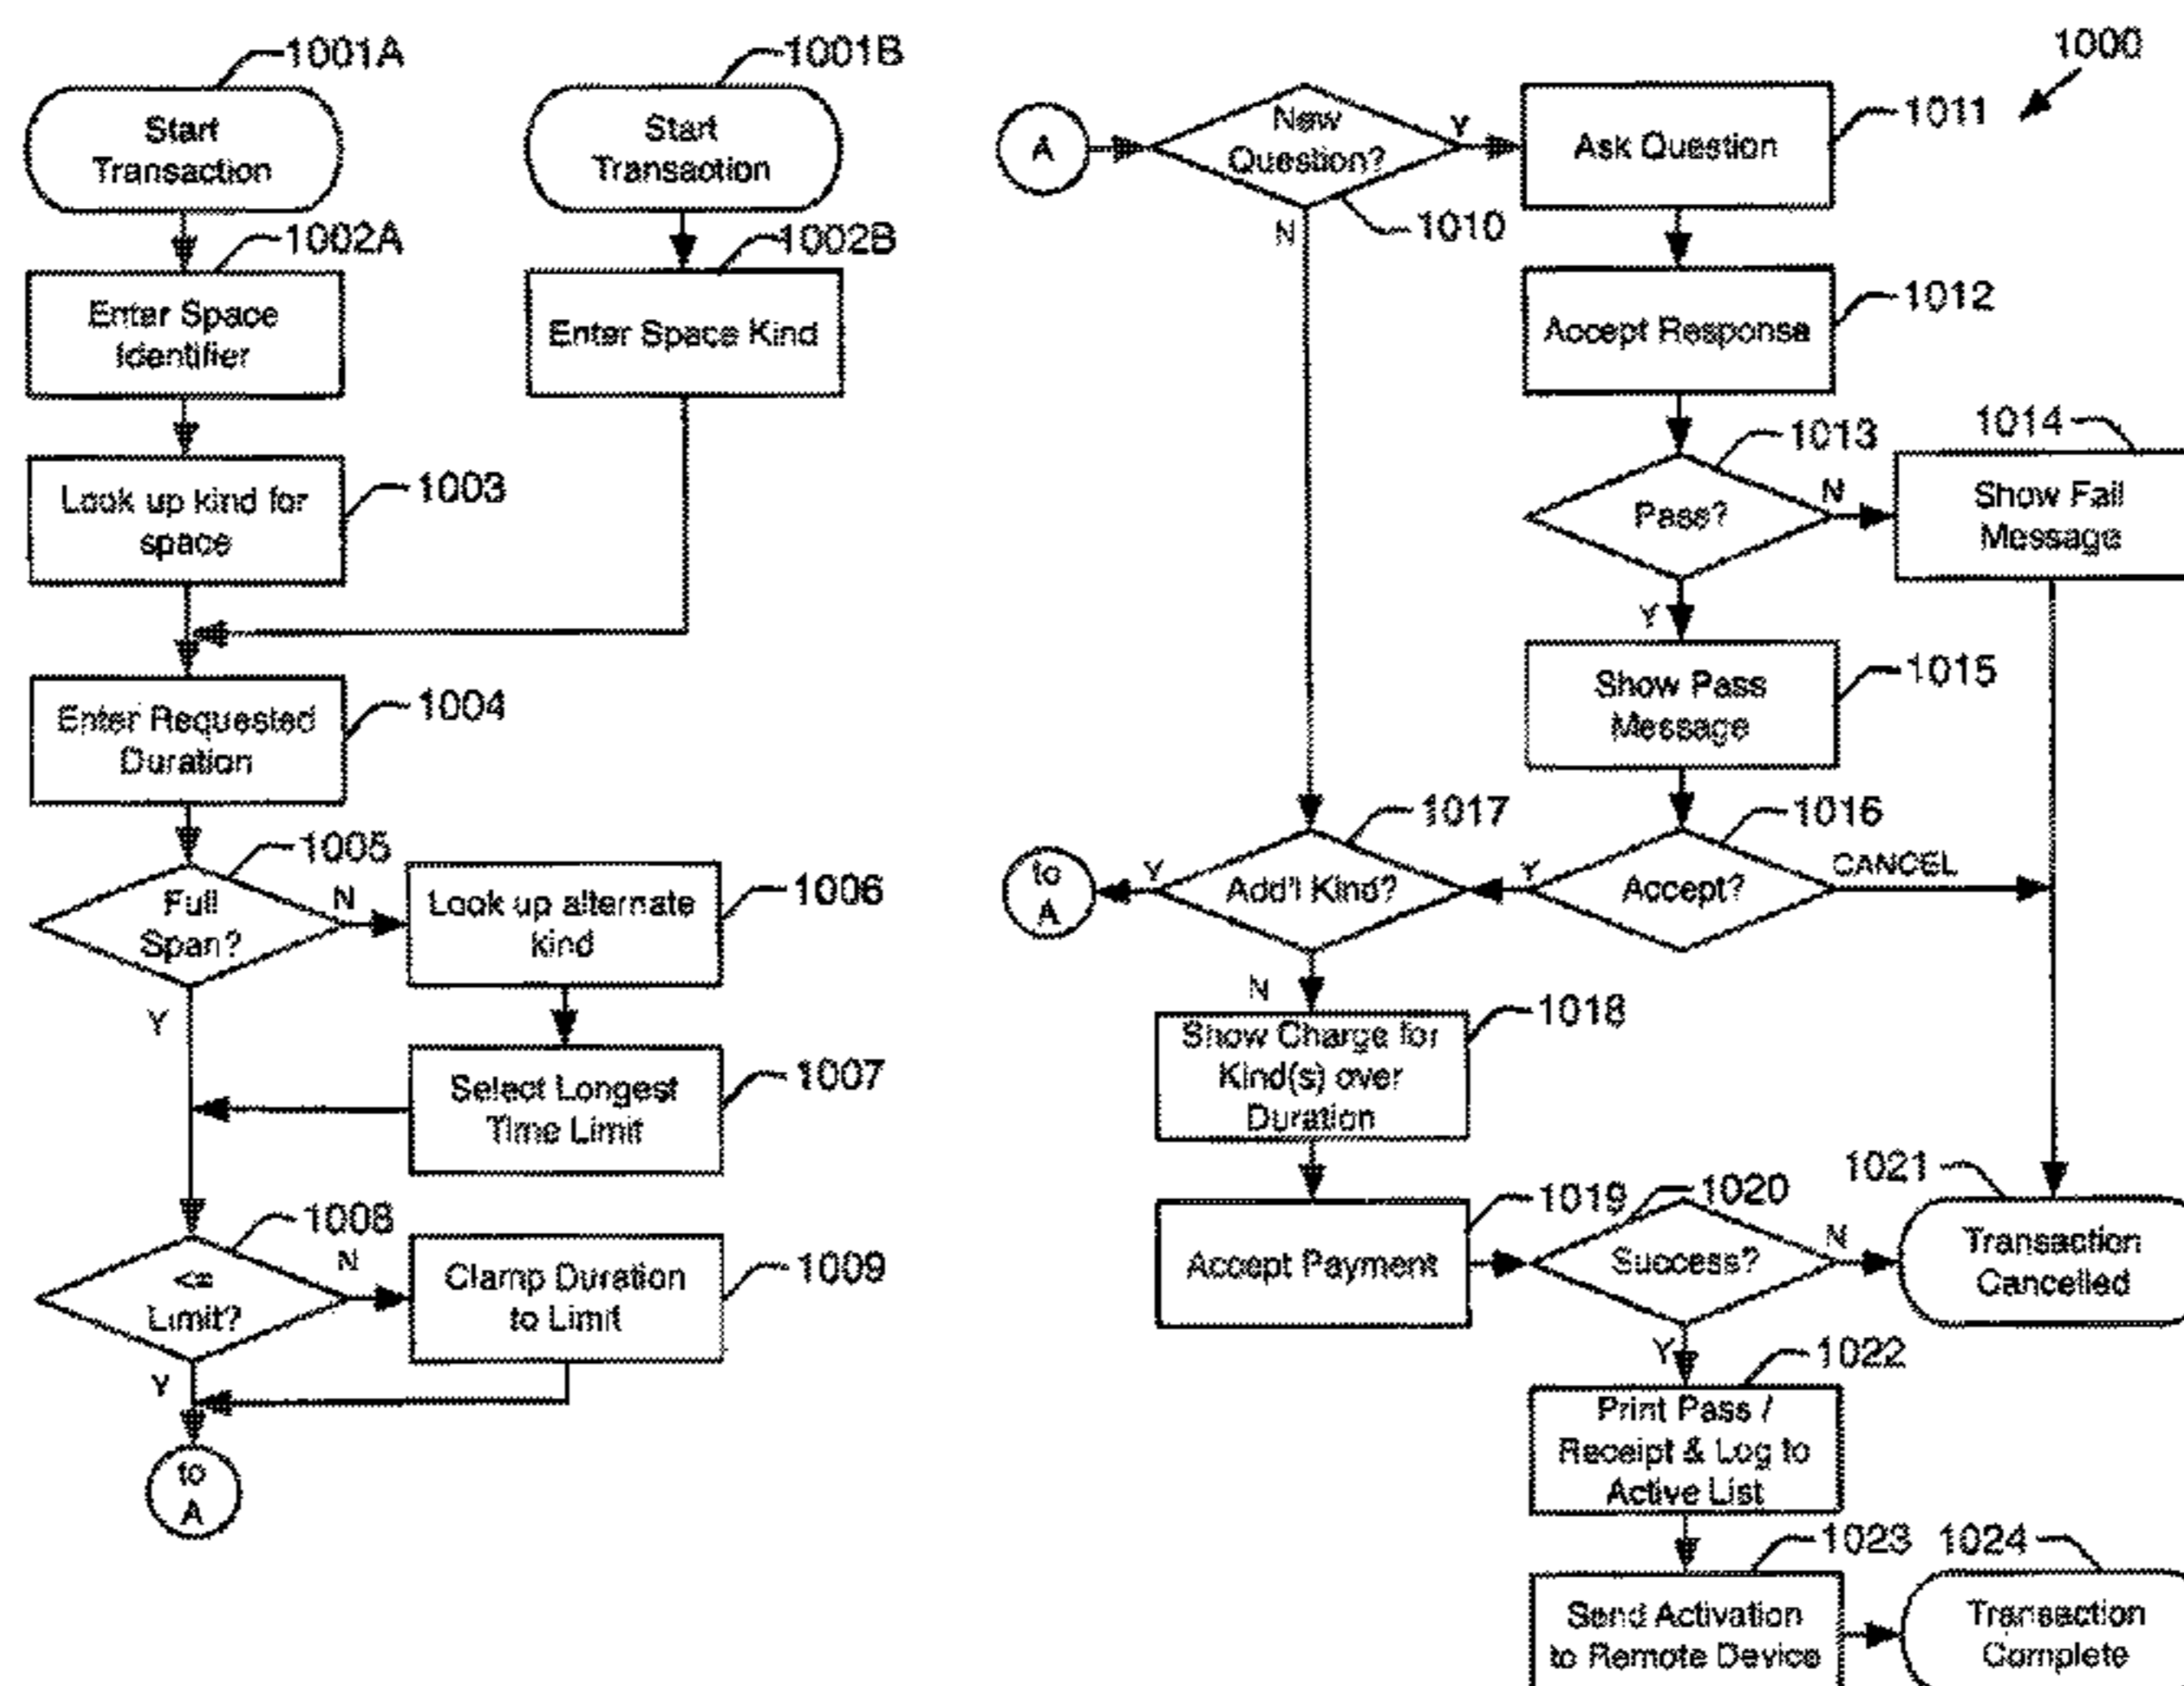 1001A
Start
Transaction
1002A
Enter Space
Identifier
Look up kind for
space
1003
Enter Requested
Duration
1004
1005
Full
Span?
N
Y
Look up alternate
kind
1006
Select Longest
Time Limit
1007
1008
<=
Limit?
N
Y
Clamp Duration
to Limit
1009
to
A
1001B
Start
Transaction
1002B
Enter Space Kind
1000
A
New
Question?
Y
N
1010
Ask Question
1011
Accept Response
1012
1013
Pass?
N
Y
1014
Show Fail
Message
Show Pass
Message
1015
1016
Accept?
CANCEL
Y
1017
Add'l Kind?
Y
N
to
A
Show Charge for
Kind(s) over
Duration
1018
Accept Payment
1019
1020
Success?
N
Y
1021
Transaction
Cancelled
1022
Print Pass /
Receipt & Log to
Active List
1023
Send Activation
to Remote Device
1024
Transaction
Complete